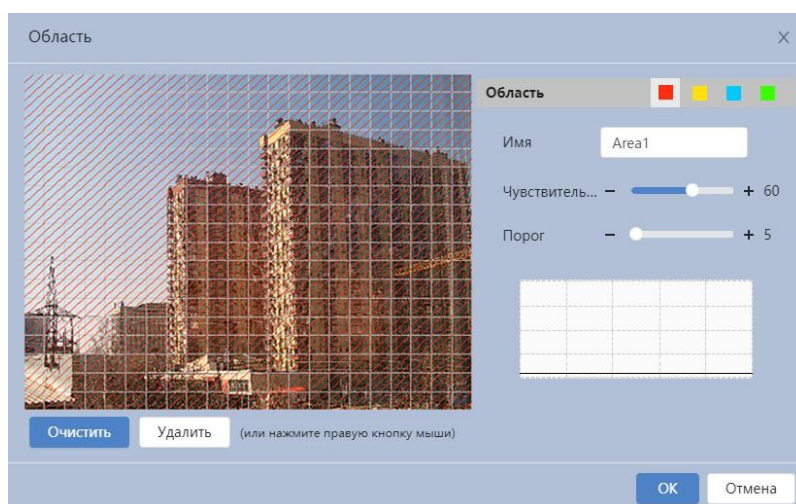 Область
X
Область
Имя
Area1
Чувствитель... − + 60
Порог − + 5
Очистить
Удалить
(или нажмите правую кнопку мыши)
OK
Отмена